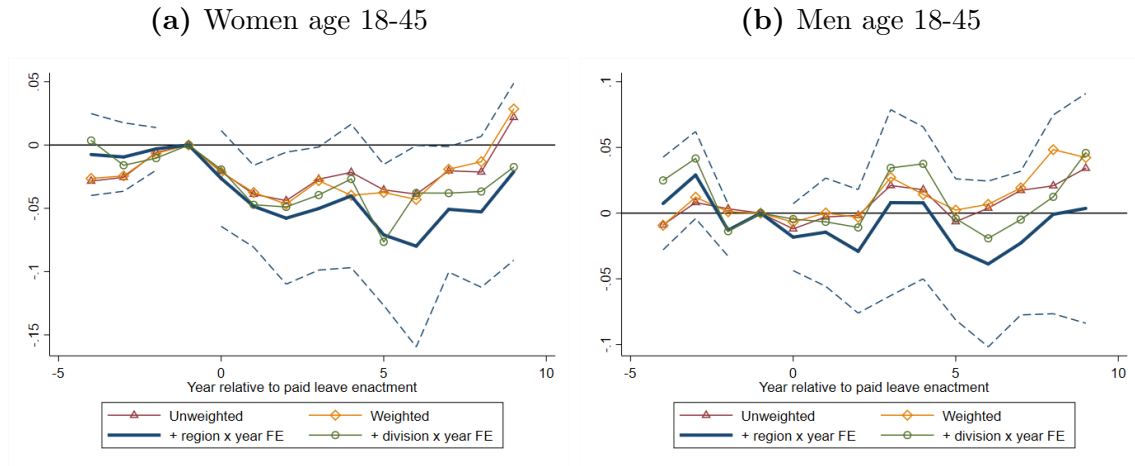 (a) Women age 18-45
.05
0
-.05
-.1
-.15
-5
0
5
10
Year relative to paid leave enactment
Unweighted
Weighted
+ region x year FE
+ division x year FE
(b) Men age 18-45
.1
.05
0
-.05
-.1
-5
0
5
10
Year relative to paid leave enactment
Unweighted
Weighted
+ region x year FE
+ division x year FE